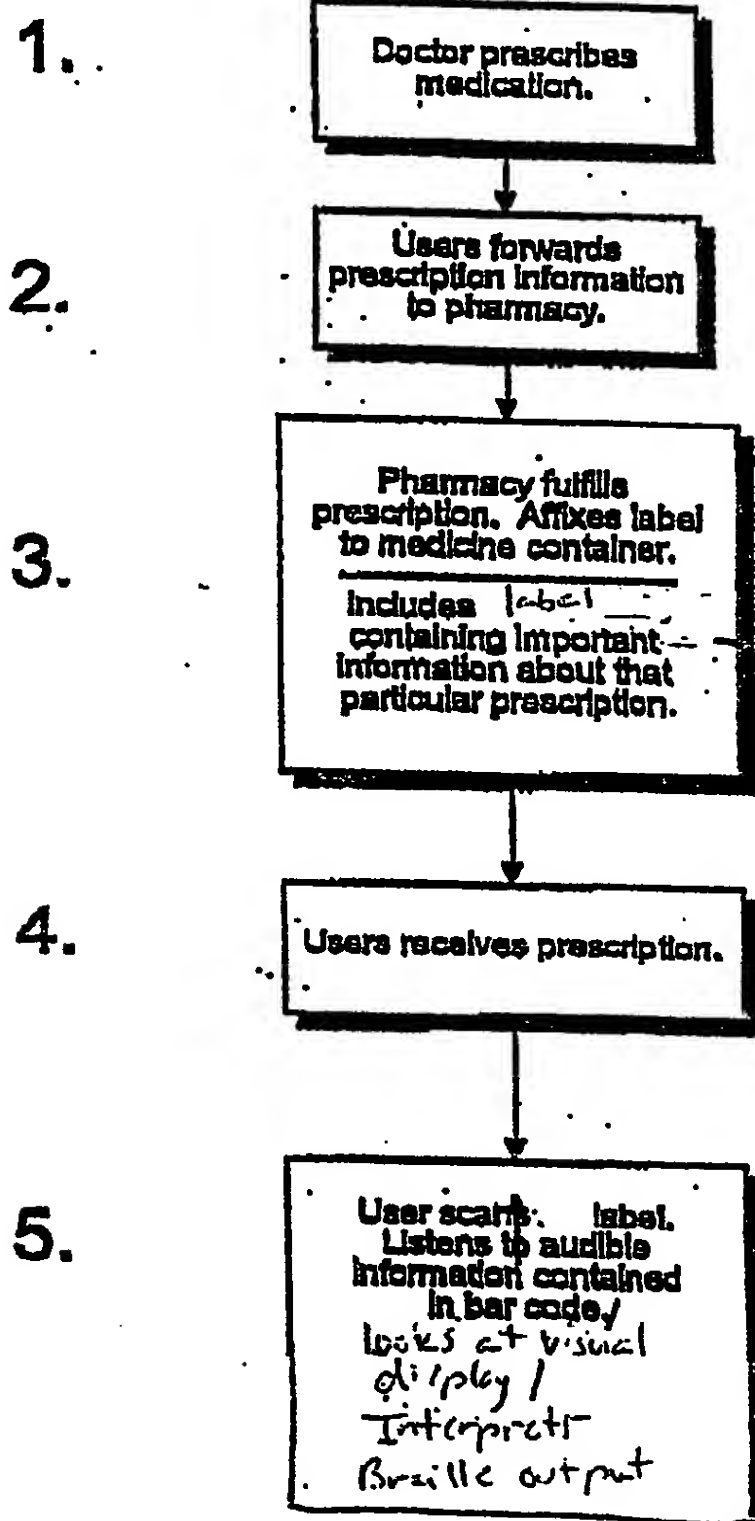 1.
Doctor prescribes
medication.
2.
Users forwards
prescription information
to pharmacy.
3.
Pharmacy fulfills
prescription. Affixes label
to medicine container.
Includes label
containing important
information about that
particular prescription.
4.
Users receives prescription.
5.
User scans label.
Listens to audible
information contained
in bar code/
looks at visual
display /
Interprets
Braille output